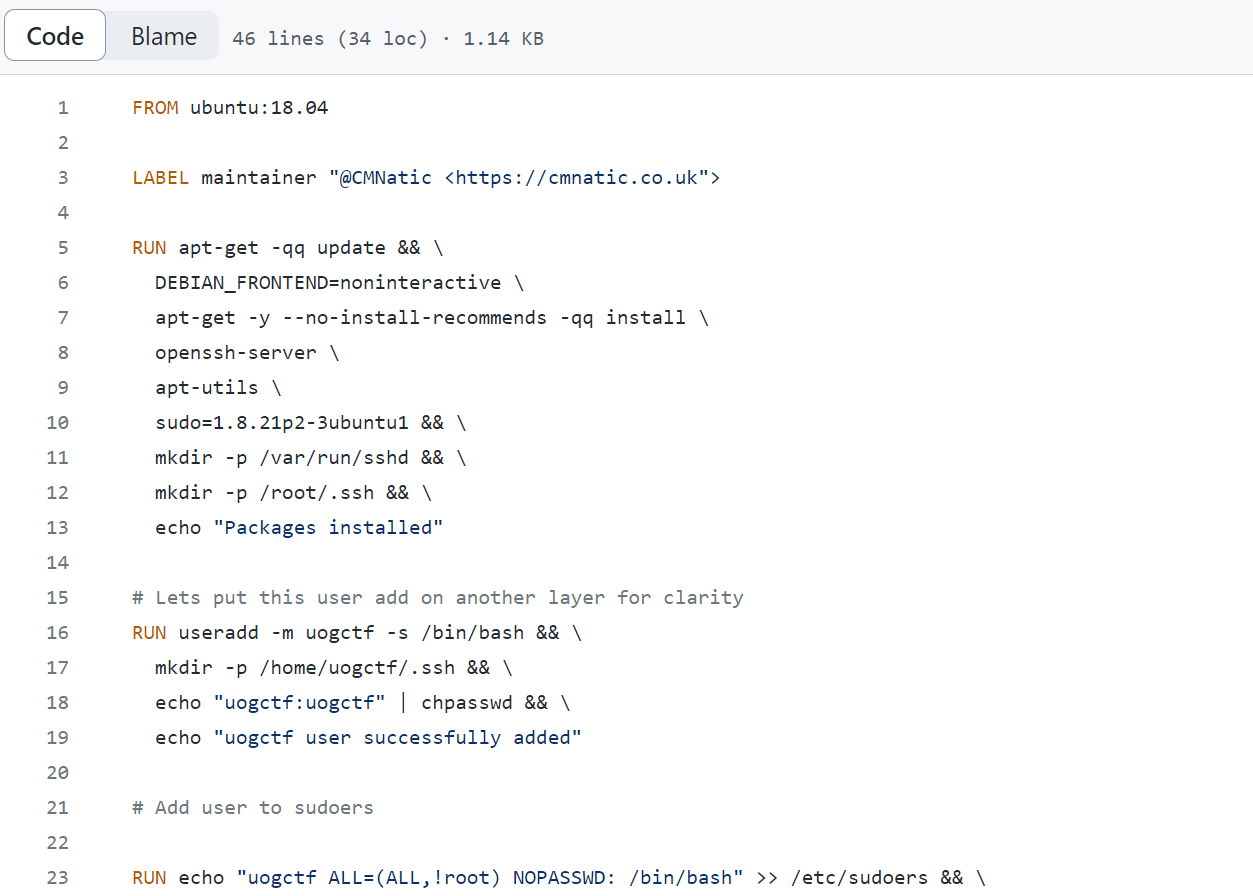 Code Blame 46 lines (34 loc) · 1.14 KB
1 FROM ubuntu:18.04
2
3 LABEL maintainer "@CMNatic <https://cmnatic.co.uk">
4
5 RUN apt-get -qq update && \
6 DEBIAN_FRONTEND=noninteractive \
7 apt-get -y --no-install-recommends -qq install \
8 openssh-server \
9 apt-utils \
10 sudo=1.8.21p2-3ubuntu1 && \
11 mkdir -p /var/run/sshd && \
12 mkdir -p /root/.ssh && \
13 echo "Packages installed"
14
15 # Lets put this user add on another layer for clarity
16 RUN useradd -m uogctf -s /bin/bash && \
17 mkdir -p /home/uogctf/.ssh && \
18 echo "uogctf:uogctf" | chpasswd && \
19 echo "uogctf user successfully added"
20
21 # Add user to sudoers
22
23 RUN echo "uogctf ALL=(ALL,!root) NOPASSWD: /bin/bash" >> /etc/sudoers && \